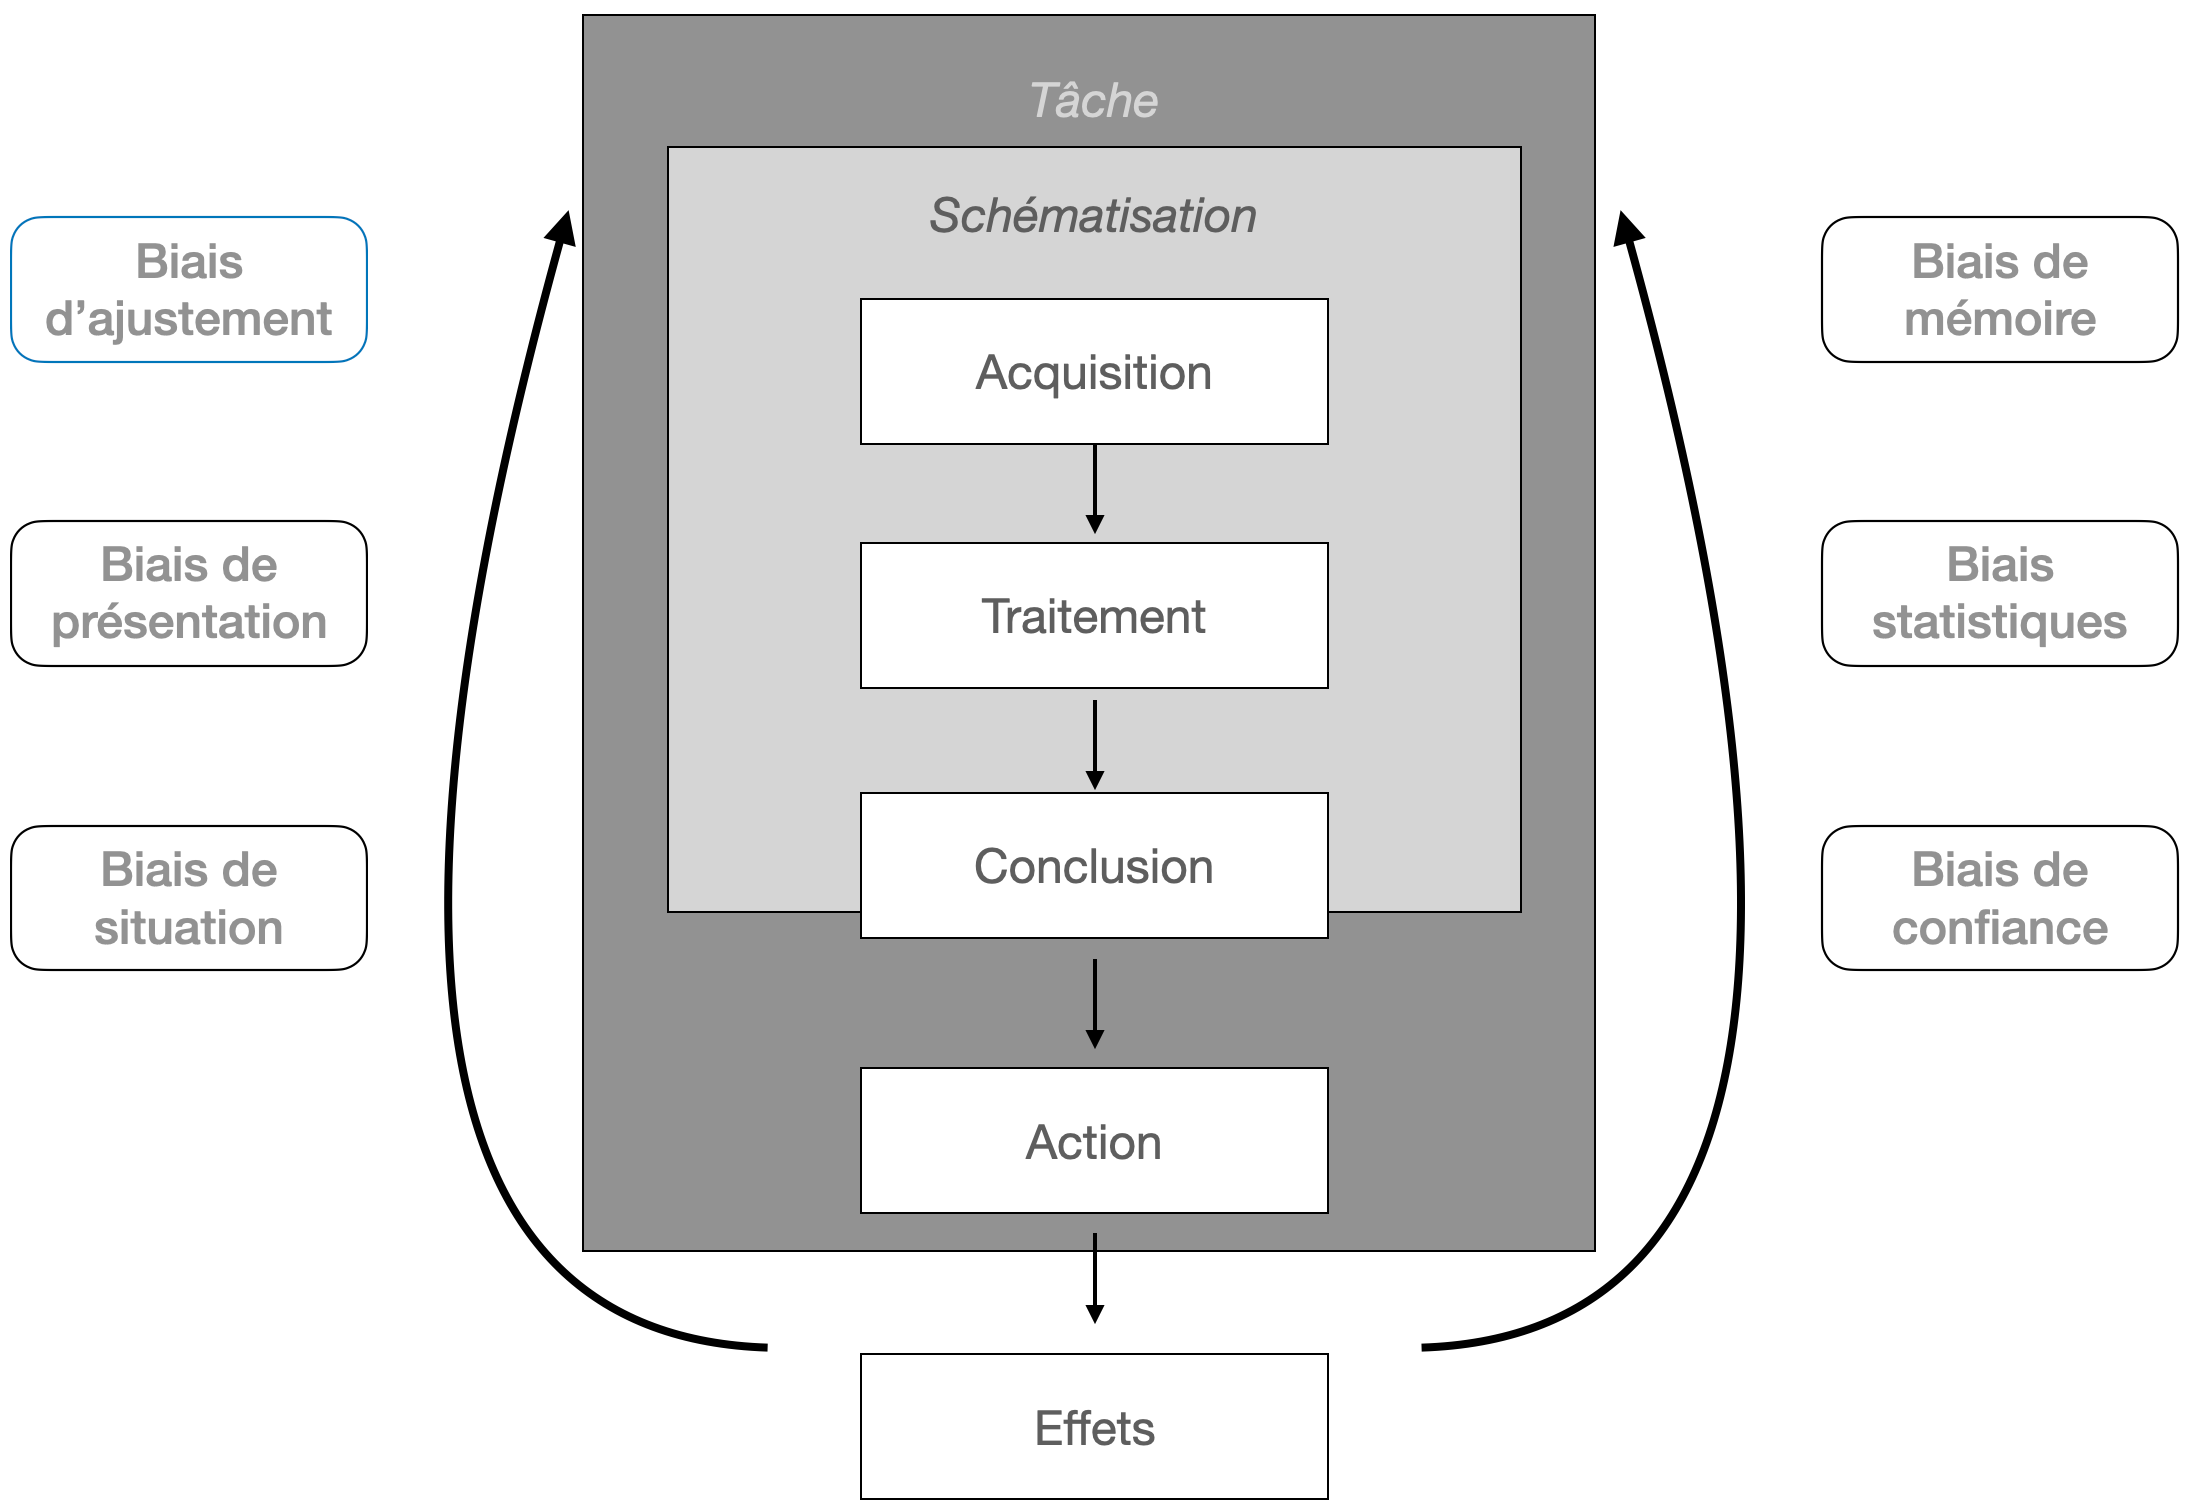 Tâche
Schématisation
Biais
d’ajustement
Biais de
présentation
Biais de
situation
Acquisition
Traitement
Conclusion
Action
Effets
Biais de
mémoire
Biais
statistiques
Biais de
confiance